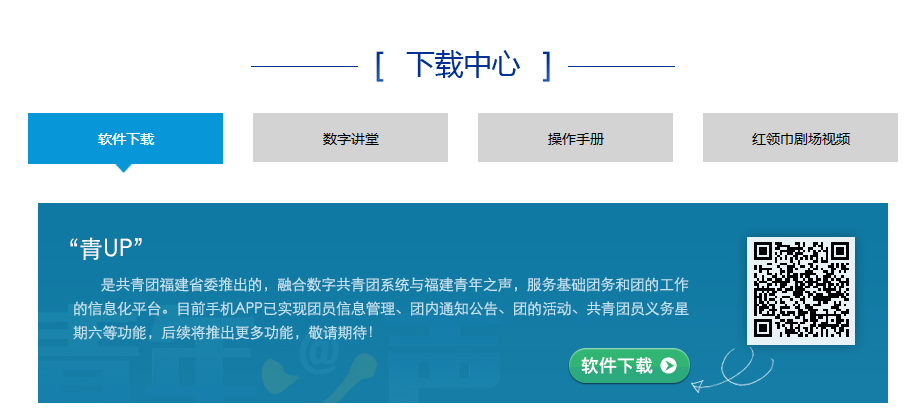 [ 下载中心 ]
软件下载 数字讲堂 操作手册 红领巾剧场视频
“青UP”
是共青团福建省委推出的，融合数字共青团系统与福建青年之声，服务基础团务和团的工作
的信息化平台。目前手机APP已实现团员信息管理、团内通知公告、团的活动、共青团员义务星
期六等功能，后续将推出更多功能，敬请期待！
软件下载